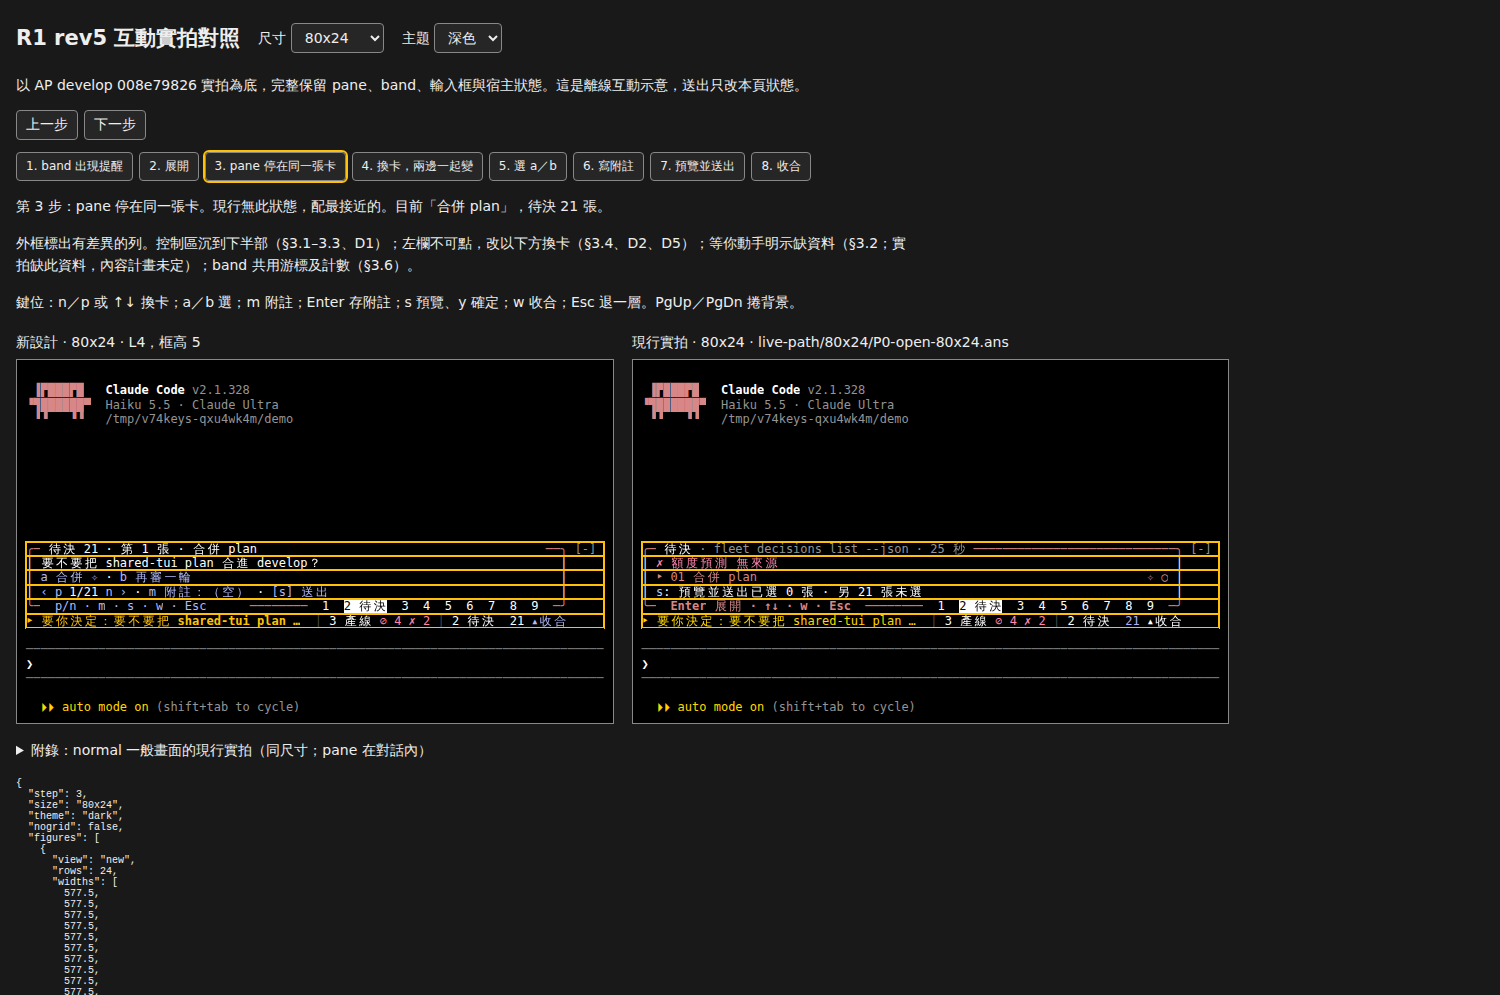 R1 rev5 互動實拍對照 尺寸 80x24 主題 深色
以 AP develop 008e79826 實拍為底，完整保留 pane、band、輸入框與宿主狀態。這是離線互動示意，送出只改本頁狀態。
上一步 下一步
1. band 出現提醒 2. 展開 3. pane 停在同一張卡 4. 換卡，兩邊一起變 5. 選 a／b 6. 寫附註 7. 預覽並送出 8. 收合
第 3 步：pane 停在同一張卡。現行無此狀態，配最接近的。目前「合併 plan」，待決 21 張。
外框標出有差異的列。控制區沉到下半部（§3.1–3.3、D1）；左欄不可點，改以下方換卡（§3.4、D2、D5）；等你動手明示缺資料（§3.2；實
拍缺此資料，內容計畫未定）；band 共用游標及計數（§3.6）。
鍵位：n／p 或 ↑↓ 換卡；a／b 選；m 附註；Enter 存附註；s 預覽、y 確定；w 收合；Esc 退一層。PgUp／PgDn 捲背景。
新設計 · 80x24 · L4，框高 5
Claude Code v2.1.328
Haiku 5.5 · Claude Ultra
/tmp/v74keys-qxu4wk4m/demo
待決 21 · 第 1 張 · 合併 plan [-]
要不要把 shared-tui plan 合進 develop？
a 合併 ✧ · b 再審一輪
‹ p 1/21 n › · m 附註：（空） · [s] 送出
p/n · m · s · w · Esc 1 2 待決 3 4 5 6 7 8 9
▸ 要你決定：要不要把 shared-tui plan … │ 3 產線 ⊘ 4 ✗ 2 │ 2 待決 21 ▴收合
❯
⏵⏵ auto mode on (shift+tab to cycle)
現行實拍 · 80x24 · live-path/80x24/P0-open-80x24.ans
Claude Code v2.1.328
Haiku 5.5 · Claude Ultra
/tmp/v74keys-qxu4wk4m/demo
待決 · fleet decisions list --json · 25 秒 [-]
✗ 額度預測 無來源
‣ 01 合併 plan ✧ ○
s: 預覽並送出已選 0 張 · 另 21 張未選
Enter 展開 · ↑↓ · w · Esc 1 2 待決 3 4 5 6 7 8 9
▸ 要你決定：要不要把 shared-tui plan … │ 3 產線 ⊘ 4 ✗ 2 │ 2 待決 21 ▴收合
❯
⏵⏵ auto mode on (shift+tab to cycle)
▶ 附錄：normal 一般畫面的現行實拍（同尺寸；pane 在對話內）
{
"step": 3,
"size": "80x24",
"theme": "dark",
"nogrid": false,
"figures": [
{
"view": "new",
"rows": 24,
"widths": [
577.5,
577.5,
577.5,
577.5,
577.5,
577.5,
577.5,
577.5,
577.5,
577.5,